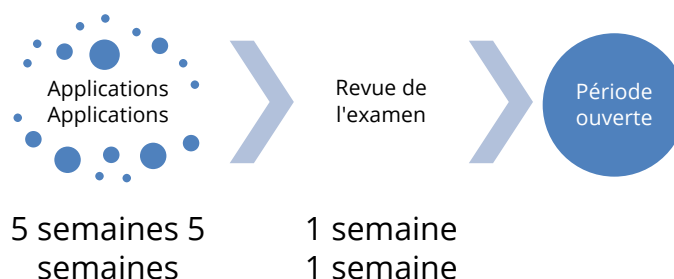 Applications
Applications
Revue de
l'examen
Période
ouverte
5 semaines 5
semaines
1 semaine
1 semaine